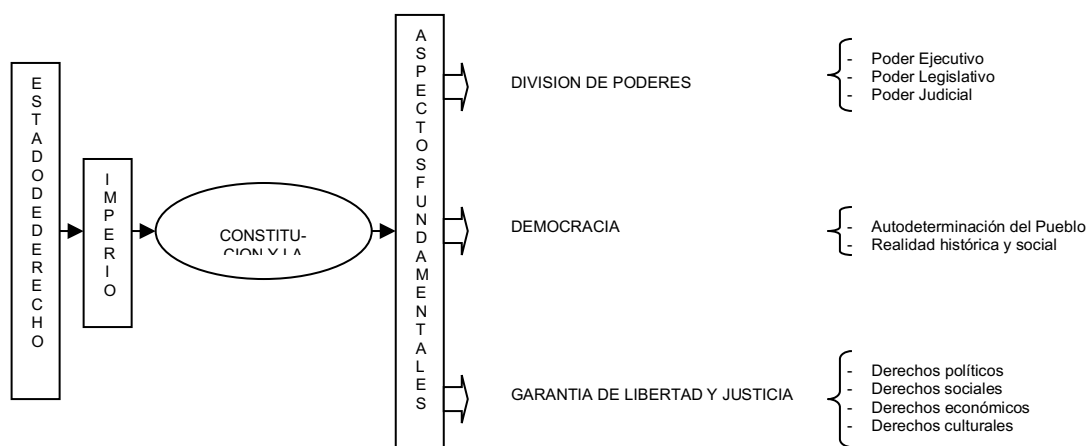 ESTADODEDERECHO
IMPERIO
CONSTITU-
CION Y LA
ASPECTOSFUNDAMENTALES
DIVISION DE PODERES
- Poder Ejecutivo
- Poder Legislativo
- Poder Judicial
DEMOCRACIA
- Autodeterminación del Pueblo
- Realidad histórica y social
GARANTIA DE LIBERTAD Y JUSTICIA
- Derechos políticos
- Derechos sociales
- Derechos económicos
- Derechos culturales